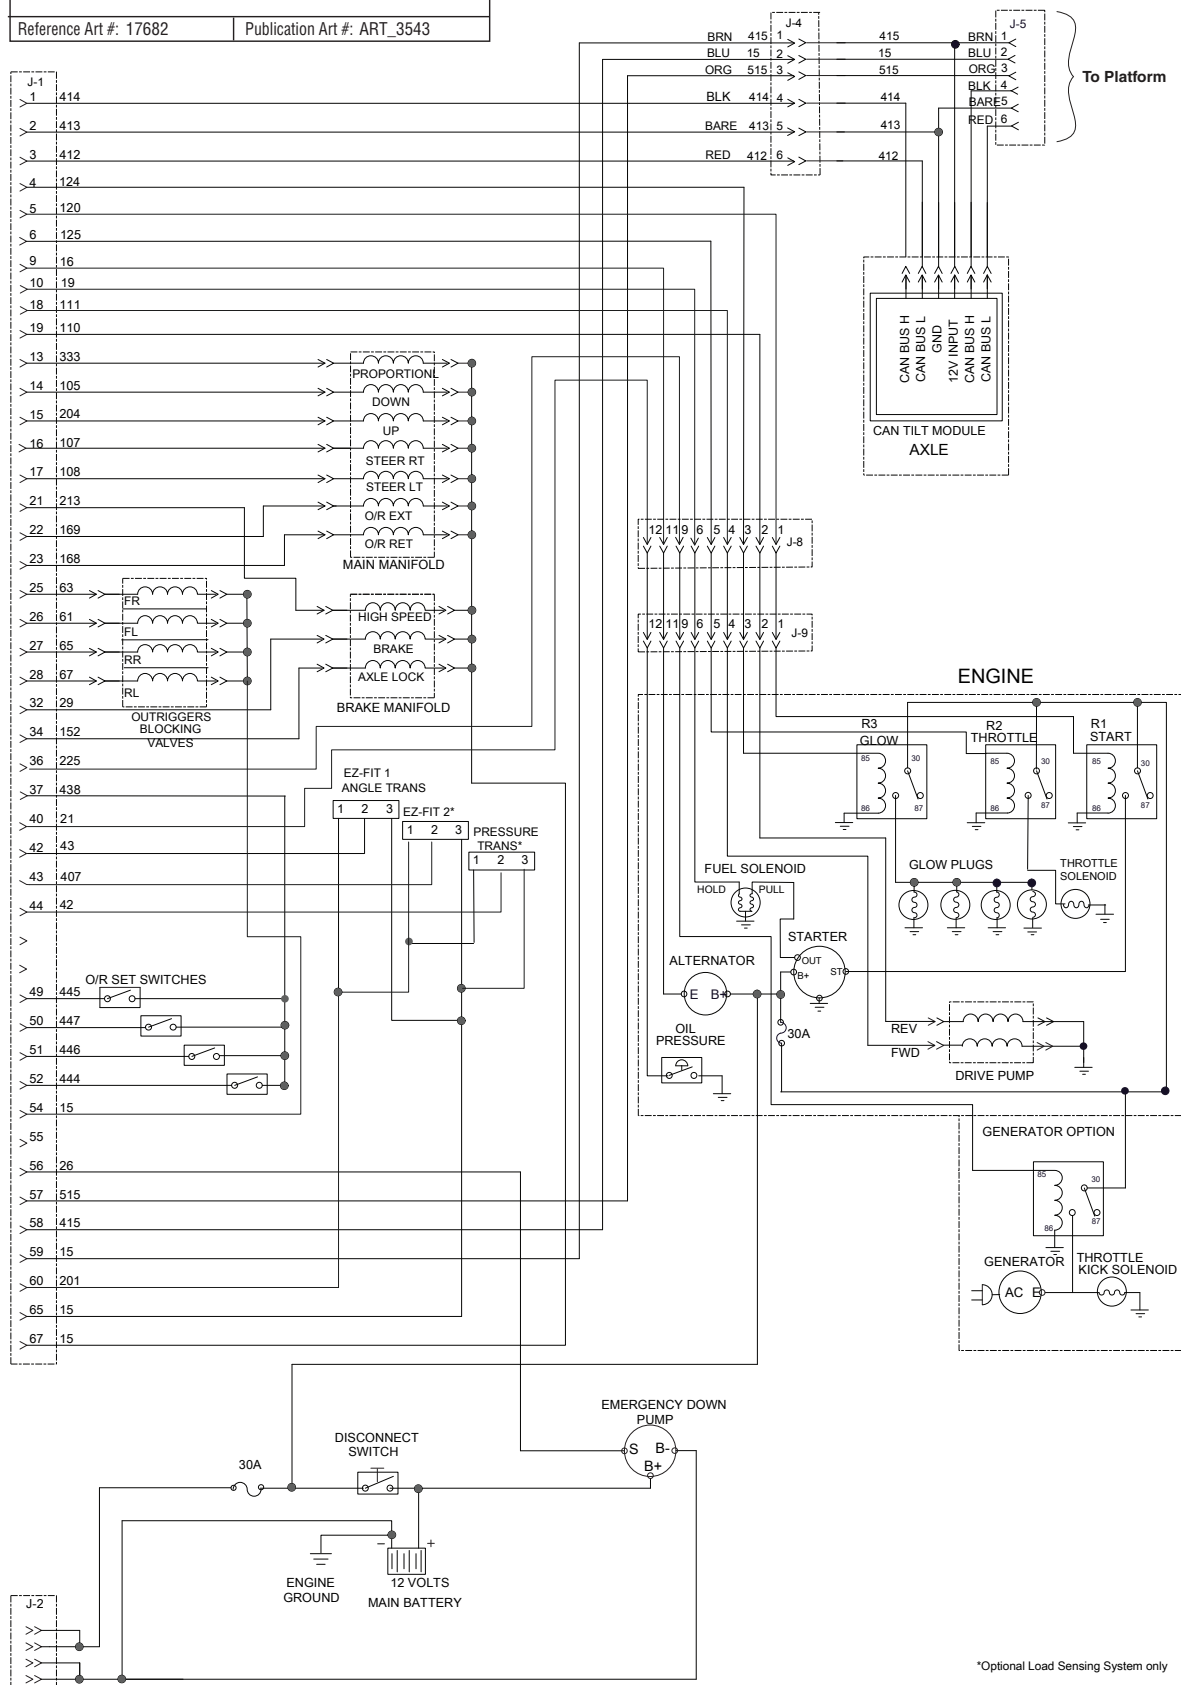 Reference Art #: 17682 Publication Art #: ART_3543
J-4
J-5
BRN 415 1 415 BRN 1
BLU 15 2 15 BLU 2
ORG 515 3 515 ORG 3
BLK 414 4 414 BLK 4
BARE 413 5 413 BARE 5
RED 412 6 412 RED 6
To Platform
J-1
1 414
2 413
3 412
4 124
5 120
6 125
9 16
10 19
18 111
19 110
13 333
14 105
15 204
16 107
17 108
21 213
22 169
23 168
25 63
26 61
27 65
28 67
32 29
34 152
36 225
37 438
40 21
42 43
43 407
44 42
49 445
50 447
51 446
52 444
54 15
55
56 26
57 515
58 415
59 15
60 201
65 15
67 15
PROPORTIONL
DOWN
UP
STEER RT
STEER LT
O/R EXT
O/R RET
MAIN MANIFOLD
FR
FL
RR
RL
OUTRIGGERS
BLOCKING
VALVES
HIGH SPEED
BRAKE
AXLE LOCK
BRAKE MANIFOLD
EZ-FIT 1
ANGLE TRANS
1 2 3
EZ-FIT 2*
1 2 3
PRESSURE
TRANS*
1 2 3
O/R SET SWITCHES
CAN BUS H
CAN BUS L
GND
12V INPUT
CAN BUS H
CAN BUS L
CAN TILT MODULE
AXLE
12 11 9 6 5 4 3 2 1
J-8
12 11 9 6 5 4 3 2 1
J-9
ENGINE
R3
GLOW
85 30
86 87
R2
THROTTLE
85 30
86 87
R1
START
85 30
86 87
GLOW PLUGS
THROTTLE
SOLENOID
FUEL SOLENOID
HOLD PULL
STARTER
OUT
B+
ST
ALTERNATOR
E B+
30A
OIL
PRESSURE
REV
FWD
DRIVE PUMP
GENERATOR OPTION
85 30
86 87
GENERATOR
AC E
THROTTLE
KICK SOLENOID
EMERGENCY DOWN
PUMP
S B-
B+
DISCONNECT
SWITCH
30A
- +
12 VOLTS
MAIN BATTERY
ENGINE
GROUND
J-2
*Optional Load Sensing System only